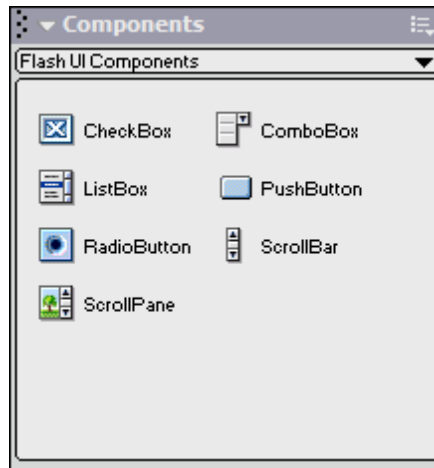 Components
Flash UI Components
CheckBox ComboBox
ListBox PushButton
RadioButton ScrollBar
ScrollPane